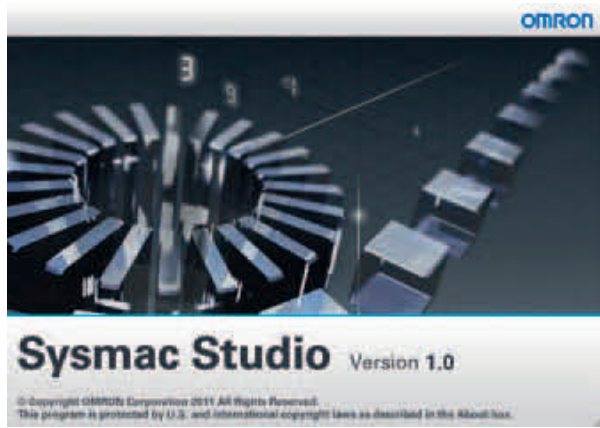 OMRON
3
Sysmac Studio Version 1.0
© Copyright OMRON Corporation 2011 All Rights Reserved.
This program is protected by U.S. and international copyright laws as described in the About box.